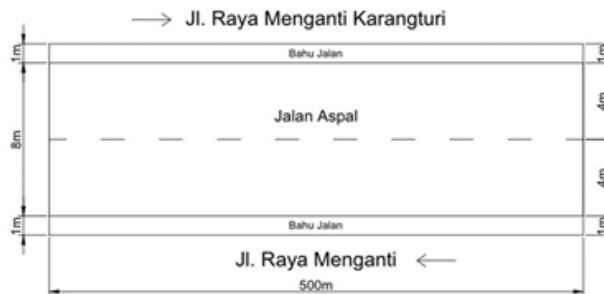 Jl. Raya Menganti Karangturi
1m
Bahu Jalan
1m
8m
Jalan Aspal
4m
4m
1m
Bahu Jalan
1m
Jl. Raya Menganti
500m